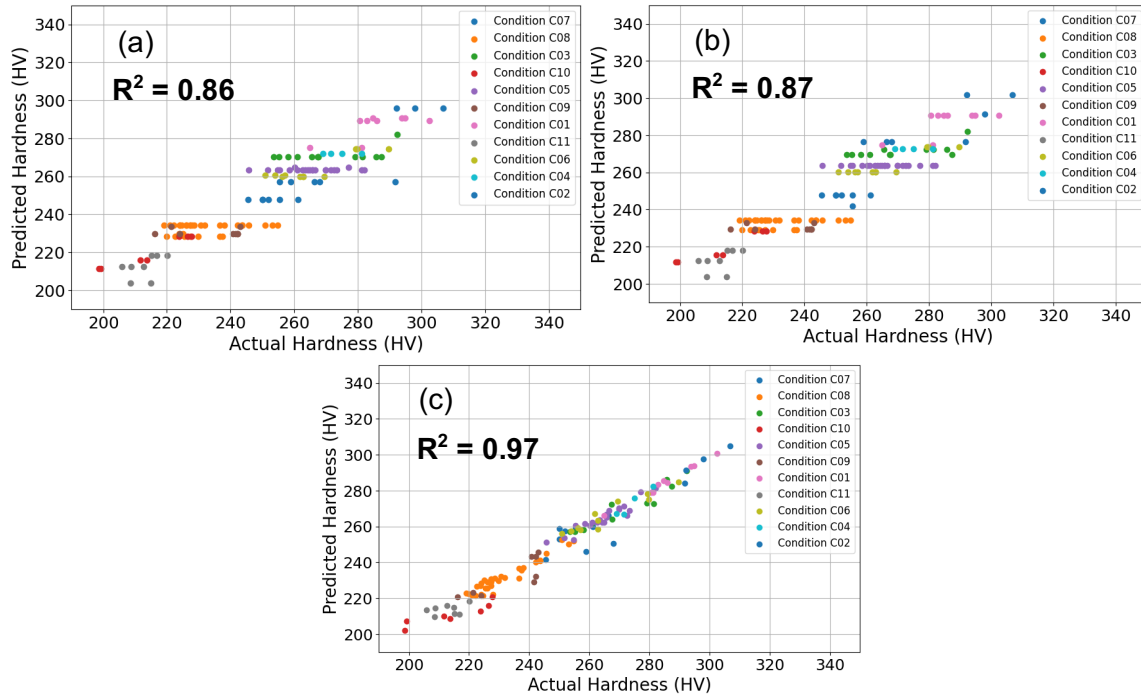 (a)
R² = 0.86
Predicted Hardness (HV)
340
320
300
280
260
240
220
200
200 220 240 260 280 300 320 340
Actual Hardness (HV)
Condition C07
Condition C08
Condition C03
Condition C10
Condition C05
Condition C09
Condition C01
Condition C11
Condition C06
Condition C04
Condition C02
(b)
R² = 0.87
Predicted Hardness (HV)
340
320
300
280
260
240
220
200
200 220 240 260 280 300 320 340
Actual Hardness (HV)
Condition C07
Condition C08
Condition C03
Condition C10
Condition C05
Condition C09
Condition C01
Condition C11
Condition C06
Condition C04
Condition C02
(c)
R² = 0.97
Predicted Hardness (HV)
340
320
300
280
260
240
220
200
200 220 240 260 280 300 320 340
Actual Hardness (HV)
Condition C07
Condition C08
Condition C03
Condition C10
Condition C05
Condition C09
Condition C01
Condition C11
Condition C06
Condition C04
Condition C02